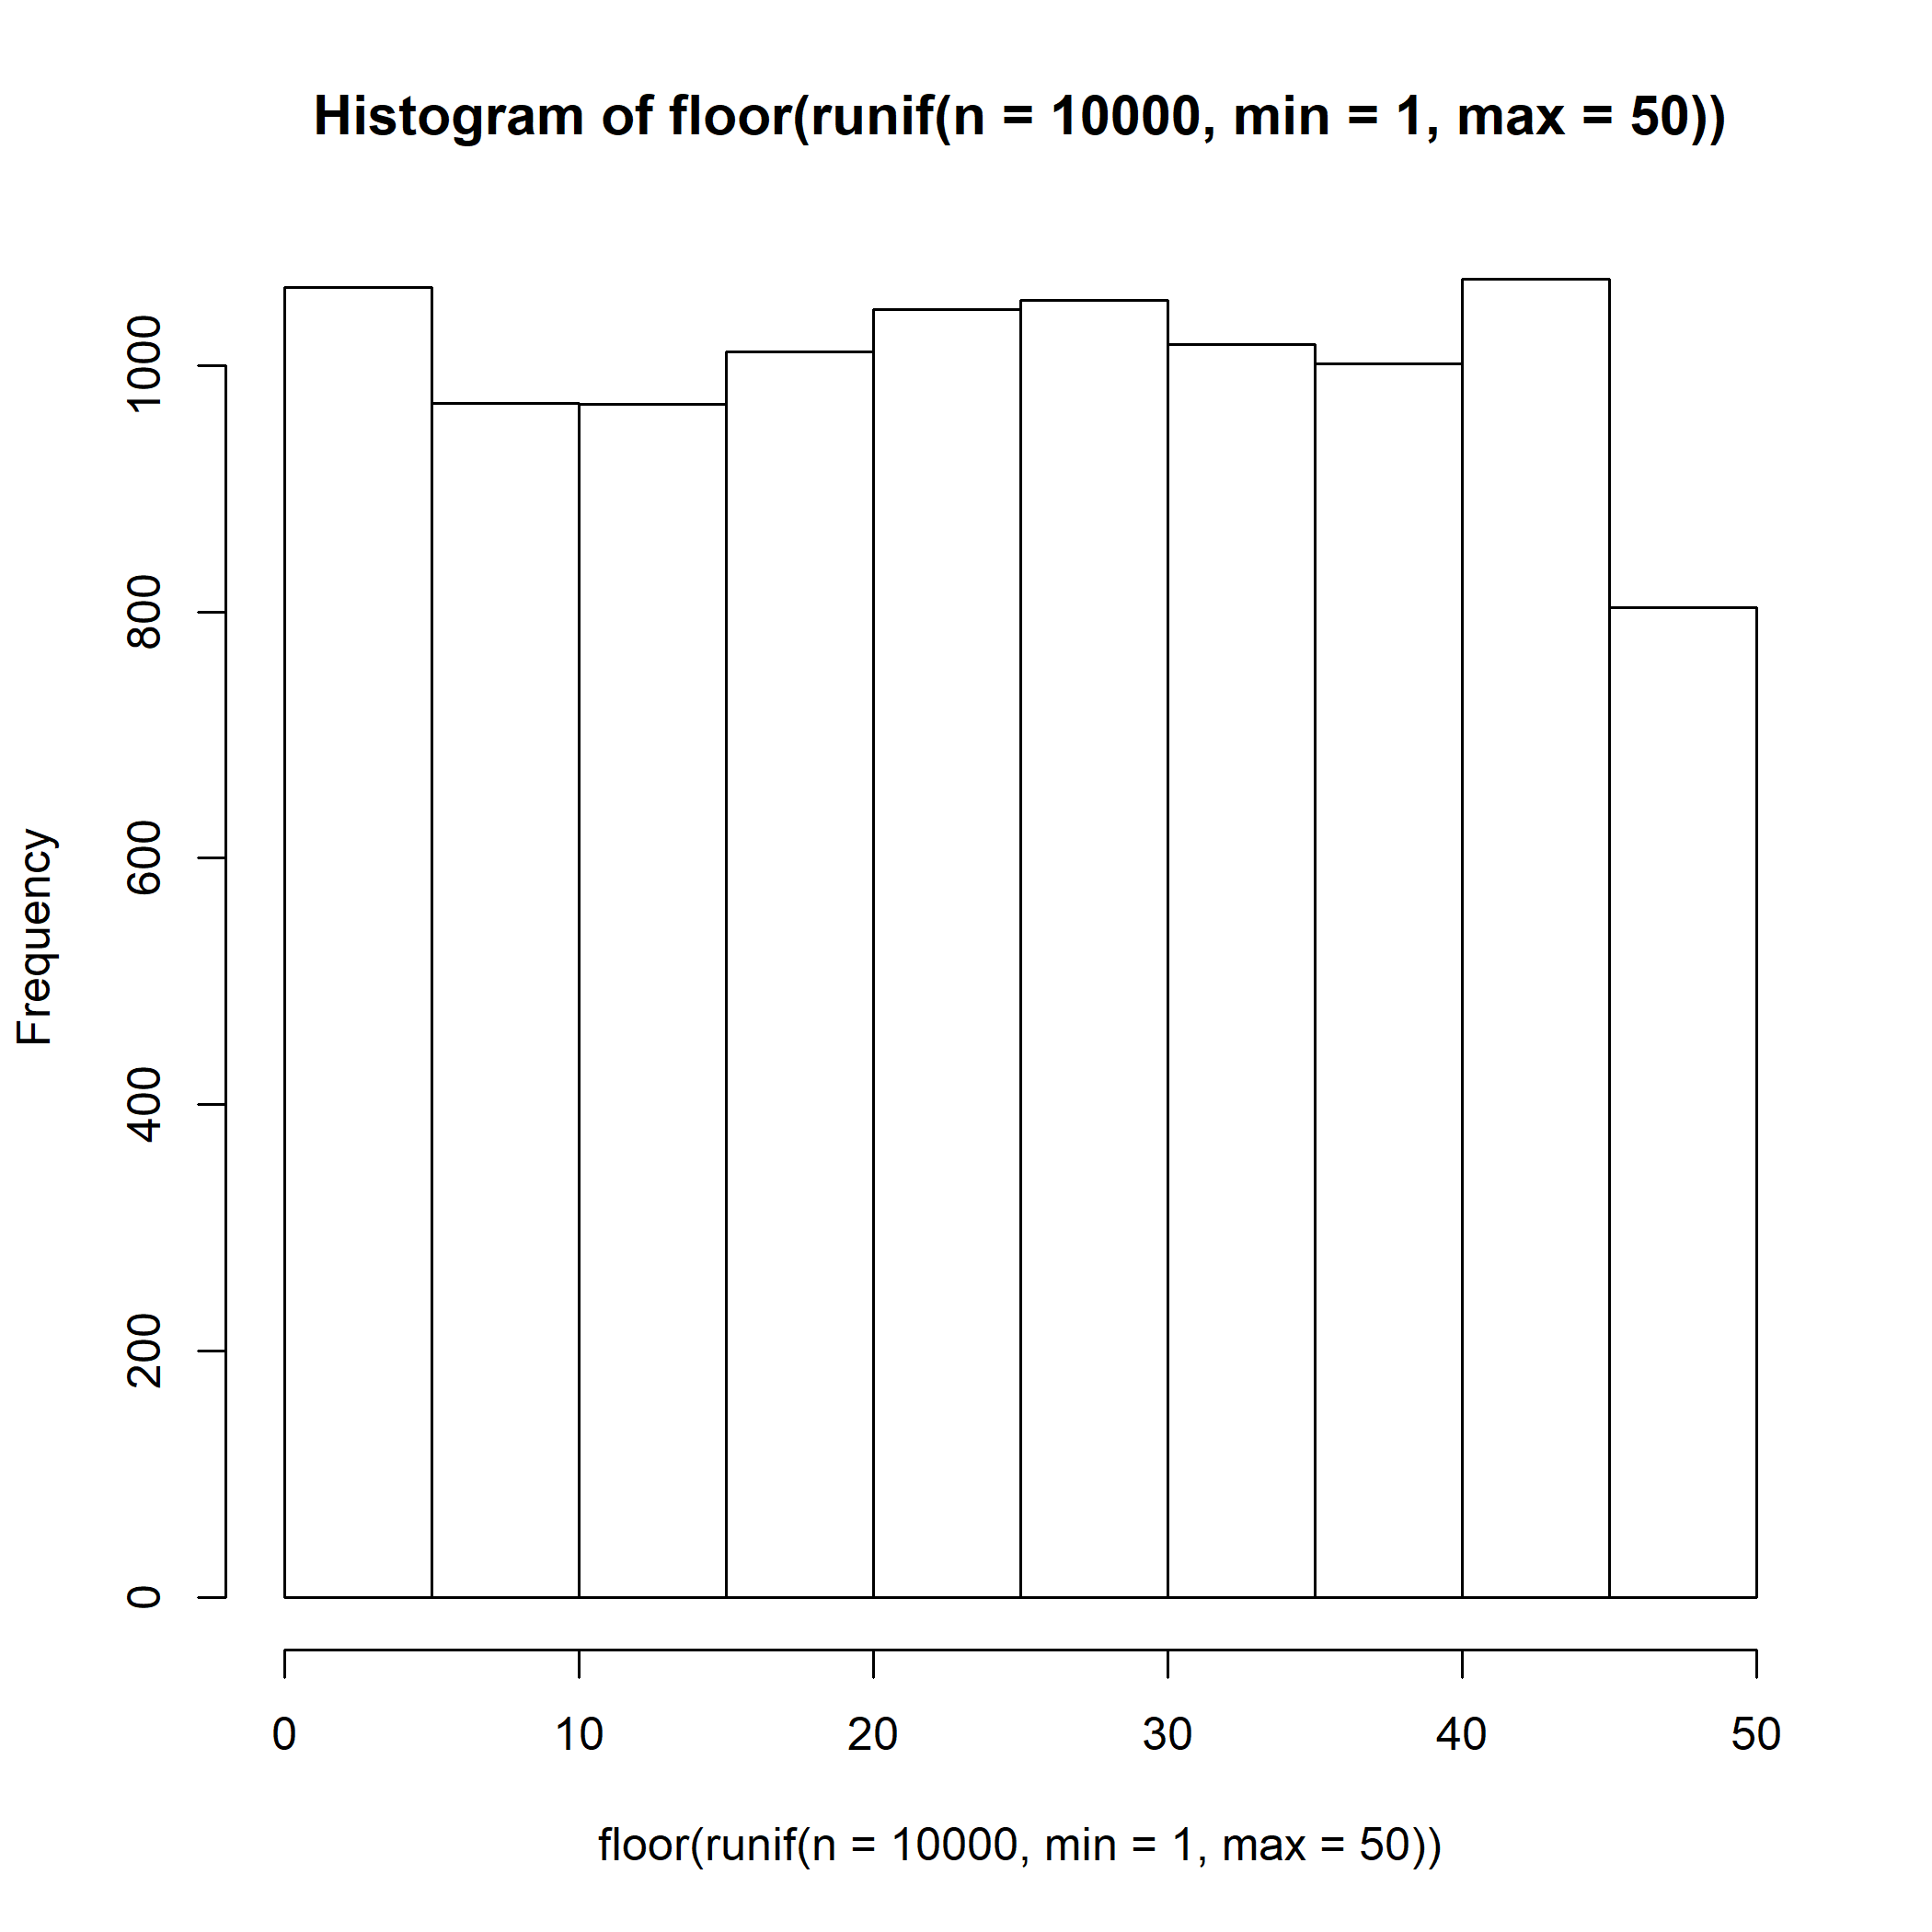 Histogram of floor(runif(n = 10000, min = 1, max = 50))
Frequency
1000
800
600
400
200
0
0 10 20 30 40 50
floor(runif(n = 10000, min = 1, max = 50))